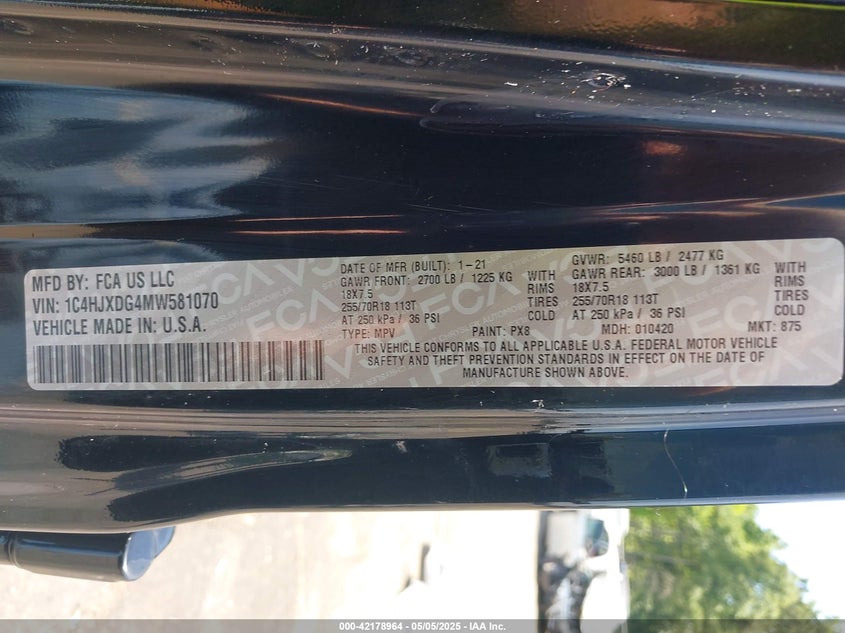 MFD BY: FCA US LLC
VIN: 1C4HJXDG4MW581070
VEHICLE MADE IN U.S.A.
DATE OF MFR (BUILT): 1-21
GAWR FRONT: 2700 LB / 1225 KG WITH
18X7.5 RIMS
255/70R18 113T TIRES
AT 250 kPa / 36 PSI COLD
TYPE: MPV PAINT: PX8
GVWR: 5460 LB / 2477 KG
GAWR REAR: 3000 LB / 1361 KG WITH
18X7.5 RIMS
255/70R18 113T TIRES
AT 250 kPa / 36 PSI COLD
MDH: 010420 MKT: 875
THIS VEHICLE CONFORMS TO ALL APPLICABLE U.S.A. FEDERAL MOTOR VEHICLE
SAFETY AND THEFT PREVENTION STANDARDS IN EFFECT ON THE DATE OF
MANUFACTURE SHOWN ABOVE.
000-42178964 - 05/05/2025 - IAA Inc.